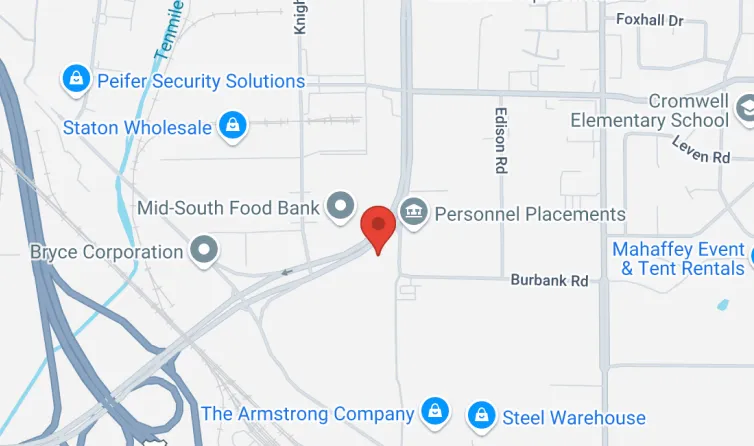 Foxhall Dr
Tenmile
Knigh
Peifer Security Solutions
Cromwell
Elementary School
Staton Wholesale
Edison Rd
Leven Rd
Mid-South Food Bank
Personnel Placements
Bryce Corporation
Mahaffey Event
& Tent Rentals
Burbank Rd
The Armstrong Company
Steel Warehouse